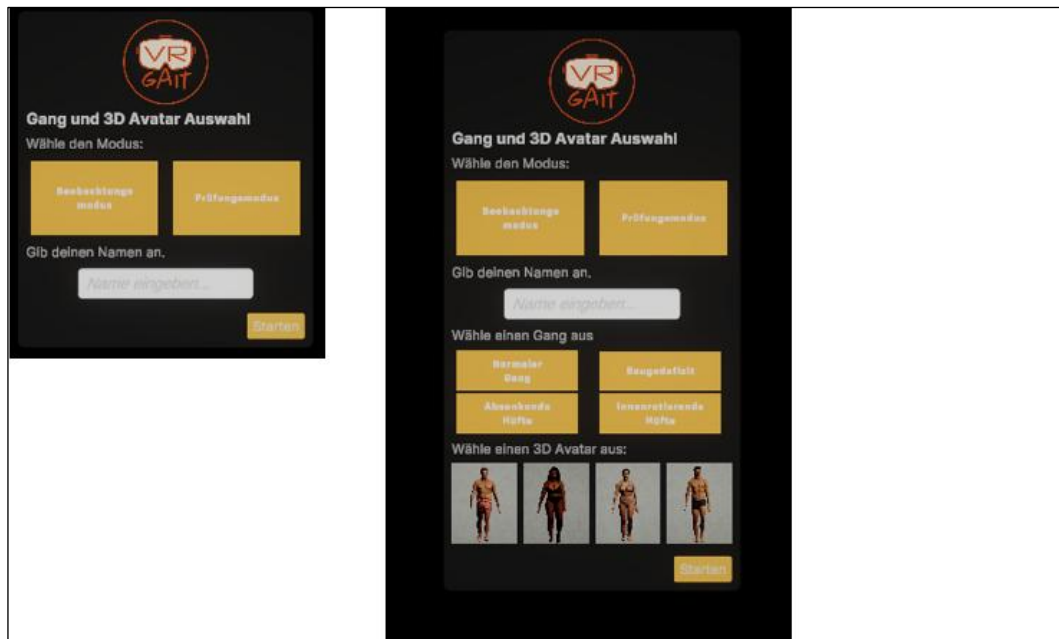 VR
GAIT
Gang und 3D Avatar Auswahl
Wähle den Modus:
Beobachtungs
modus
Prüfungsmodus
Gib deinen Namen an.
Name eingeben...
Starten
VR
GAIT
Gang und 3D Avatar Auswahl
Wähle den Modus:
Beobachtungs
modus
Prüfungsmodus
Gib deinen Namen an.
Name eingeben...
Wähle einen Gang aus
Normaler
Gang
Beugedefizit
Absenkende
Hüfte
Innenrotierende
Hüfte
Wähle einen 3D Avatar aus:
Starten